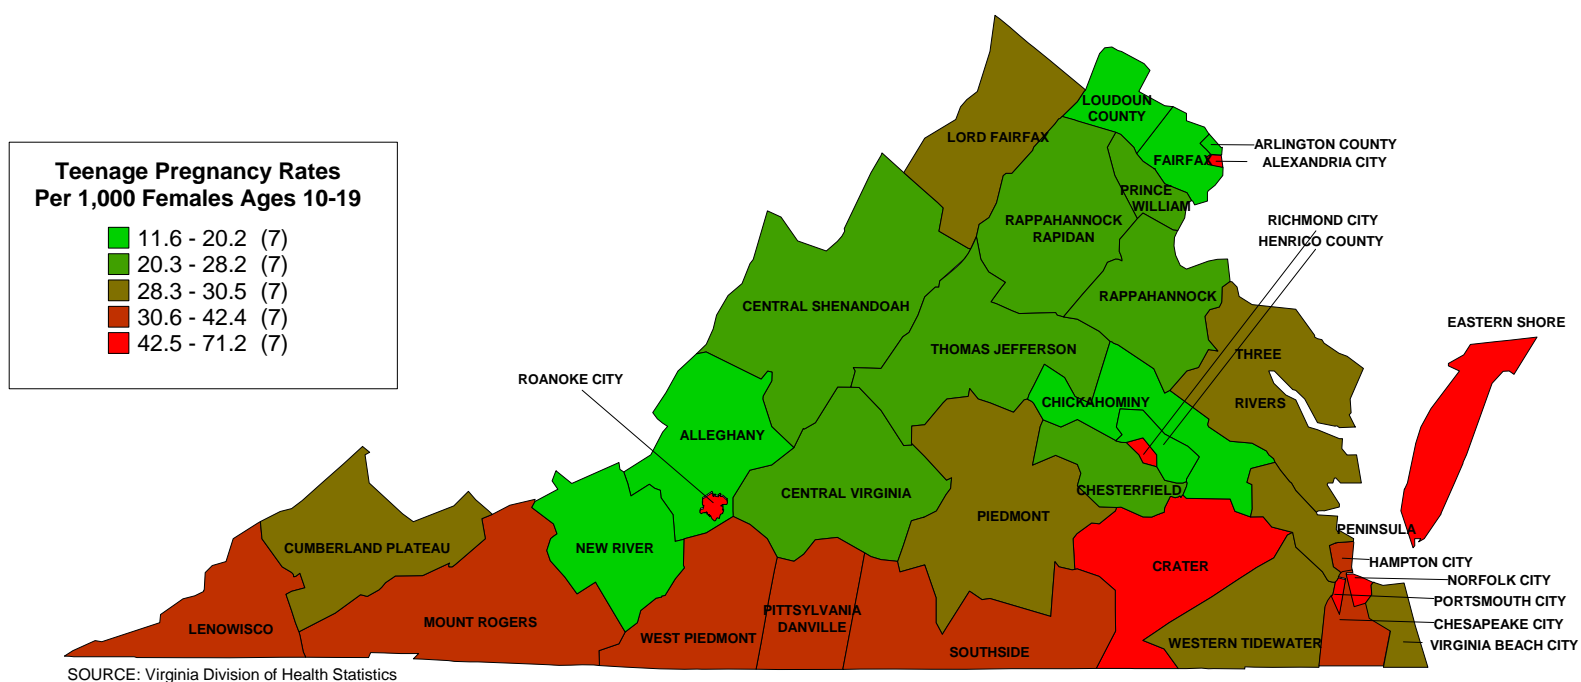 Teenage Pregnancy Rates
Per 1,000 Females Ages 10-19
11.6 - 20.2 (7)
20.3 - 28.2 (7)
28.3 - 30.5 (7)
30.6 - 42.4 (7)
42.5 - 71.2 (7)
LOUDOUN
COUNTY
LORD FAIRFAX
ARLINGTON COUNTY
FAIRFAX
ALEXANDRIA CITY
PRINCE
WILLIAM
RAPPAHANNOCK
RAPIDAN
RICHMOND CITY
HENRICO COUNTY
CENTRAL SHENANDOAH
RAPPAHANNOCK
EASTERN SHORE
THOMAS JEFFERSON
THREE
RIVERS
ROANOKE CITY
CHICKAHOMINY
ALLEGHANY
CENTRAL VIRGINIA
CHESTERFIELD
PIEDMONT
PENINSULA
CUMBERLAND PLATEAU
NEW RIVER
CRATER
HAMPTON CITY
NORFOLK CITY
PORTSMOUTH CITY
CHESAPEAKE CITY
VIRGINIA BEACH CITY
LENOWISCO
MOUNT ROGERS
WEST PIEDMONT
PITTSYLVANIA
DANVILLE
SOUTHSIDE
WESTERN TIDEWATER
SOURCE: Virginia Division of Health Statistics